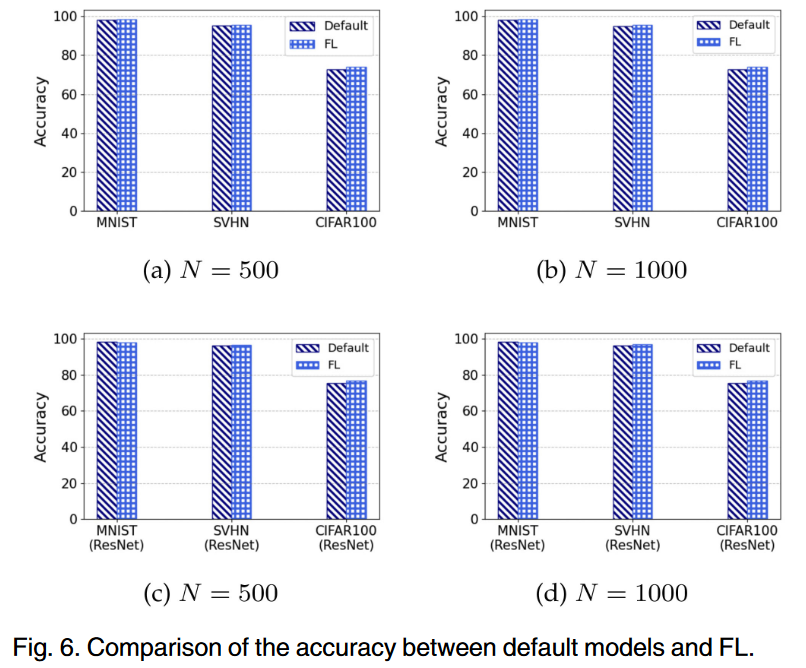 100
80
60
40
20
0
Accuracy
Default
FL
MNIST
SVHN
CIFAR100
(a) N = 500
100
80
60
40
20
0
Accuracy
Default
FL
MNIST
SVHN
CIFAR100
(b) N = 1000
100
80
60
40
20
0
Accuracy
Default
FL
MNIST
(ResNet)
SVHN
(ResNet)
CIFAR100
(ResNet)
(c) N = 500
100
80
60
40
20
0
Accuracy
Default
FL
MNIST
(ResNet)
SVHN
(ResNet)
CIFAR100
(ResNet)
(d) N = 1000
Fig. 6. Comparison of the accuracy between default models and FL.